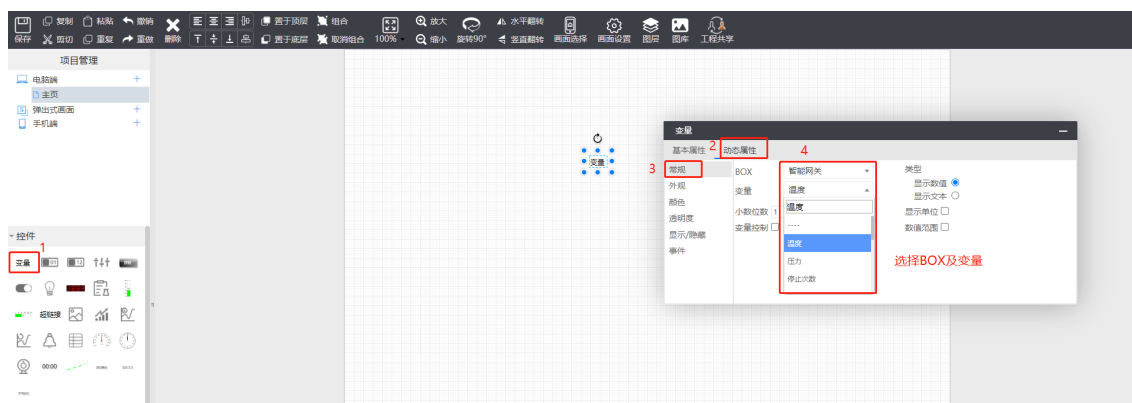 复制 粘贴 撤销 置于顶层 组合 放大 水平翻转
保存 剪切 重复 重做 删除 置于底层 取消组合 100% 缩小 旋转90° 竖直翻转 画面选择 画面设置 图层 图库 工程共享
项目管理
电脑端 +
主页
弹出式画面 +
手机端 +
控件
1
变量
超链接
00:00
变量
变量
基本属性 2 动态属性 4
3 常规
外观
颜色
透明度
显示/隐藏
事件
BOX 智能网关
变量 温度
小数位数 1
变量控制
温度
----
温度
压力
停止次数
类型
显示数值
显示文本
显示单位
数值范围
选择BOX及变量